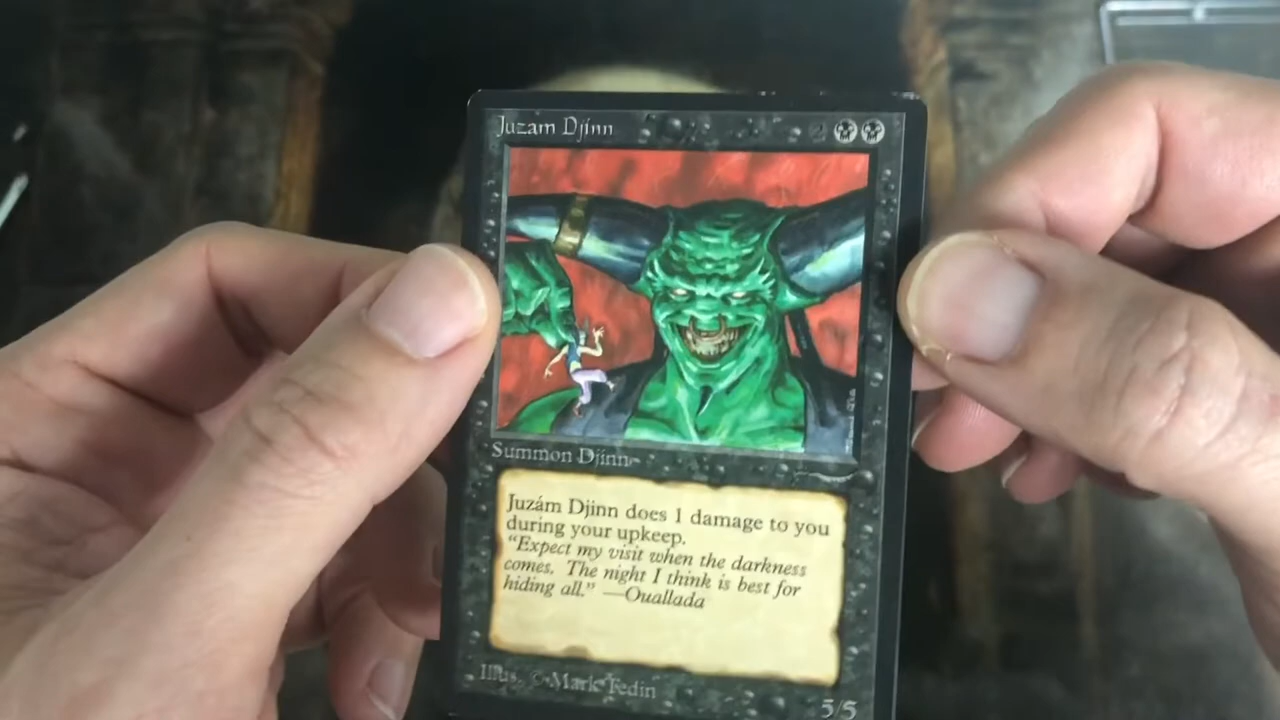 Juzam Djinn 2
Summon Djinn
Juzám Djinn does 1 damage to you
during your upkeep.
"Expect my visit when the darkness
comes. The night I think is best for
hiding all." —Ouallada
Illus. © Mark Tedin
5/5